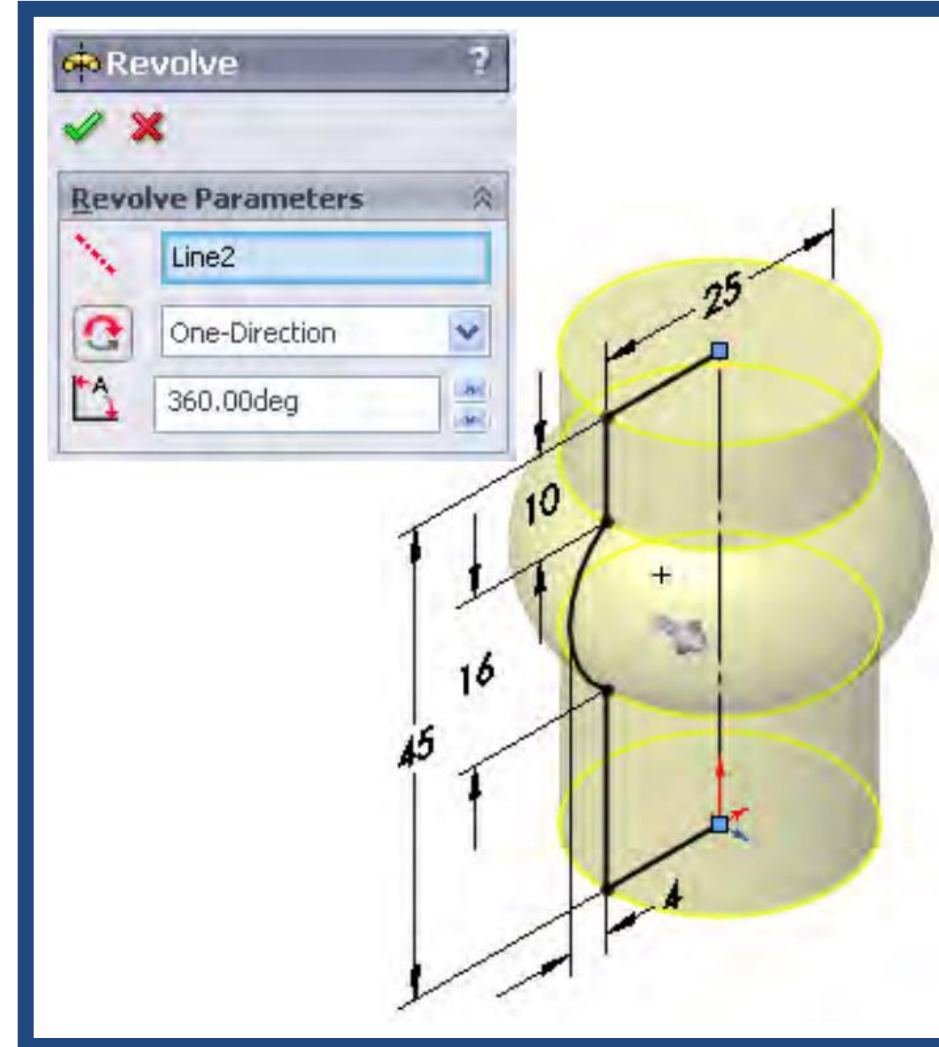 Revolve ?
Revolve Parameters
Line2
One-Direction
A
360.00deg
25
10
16
45
4